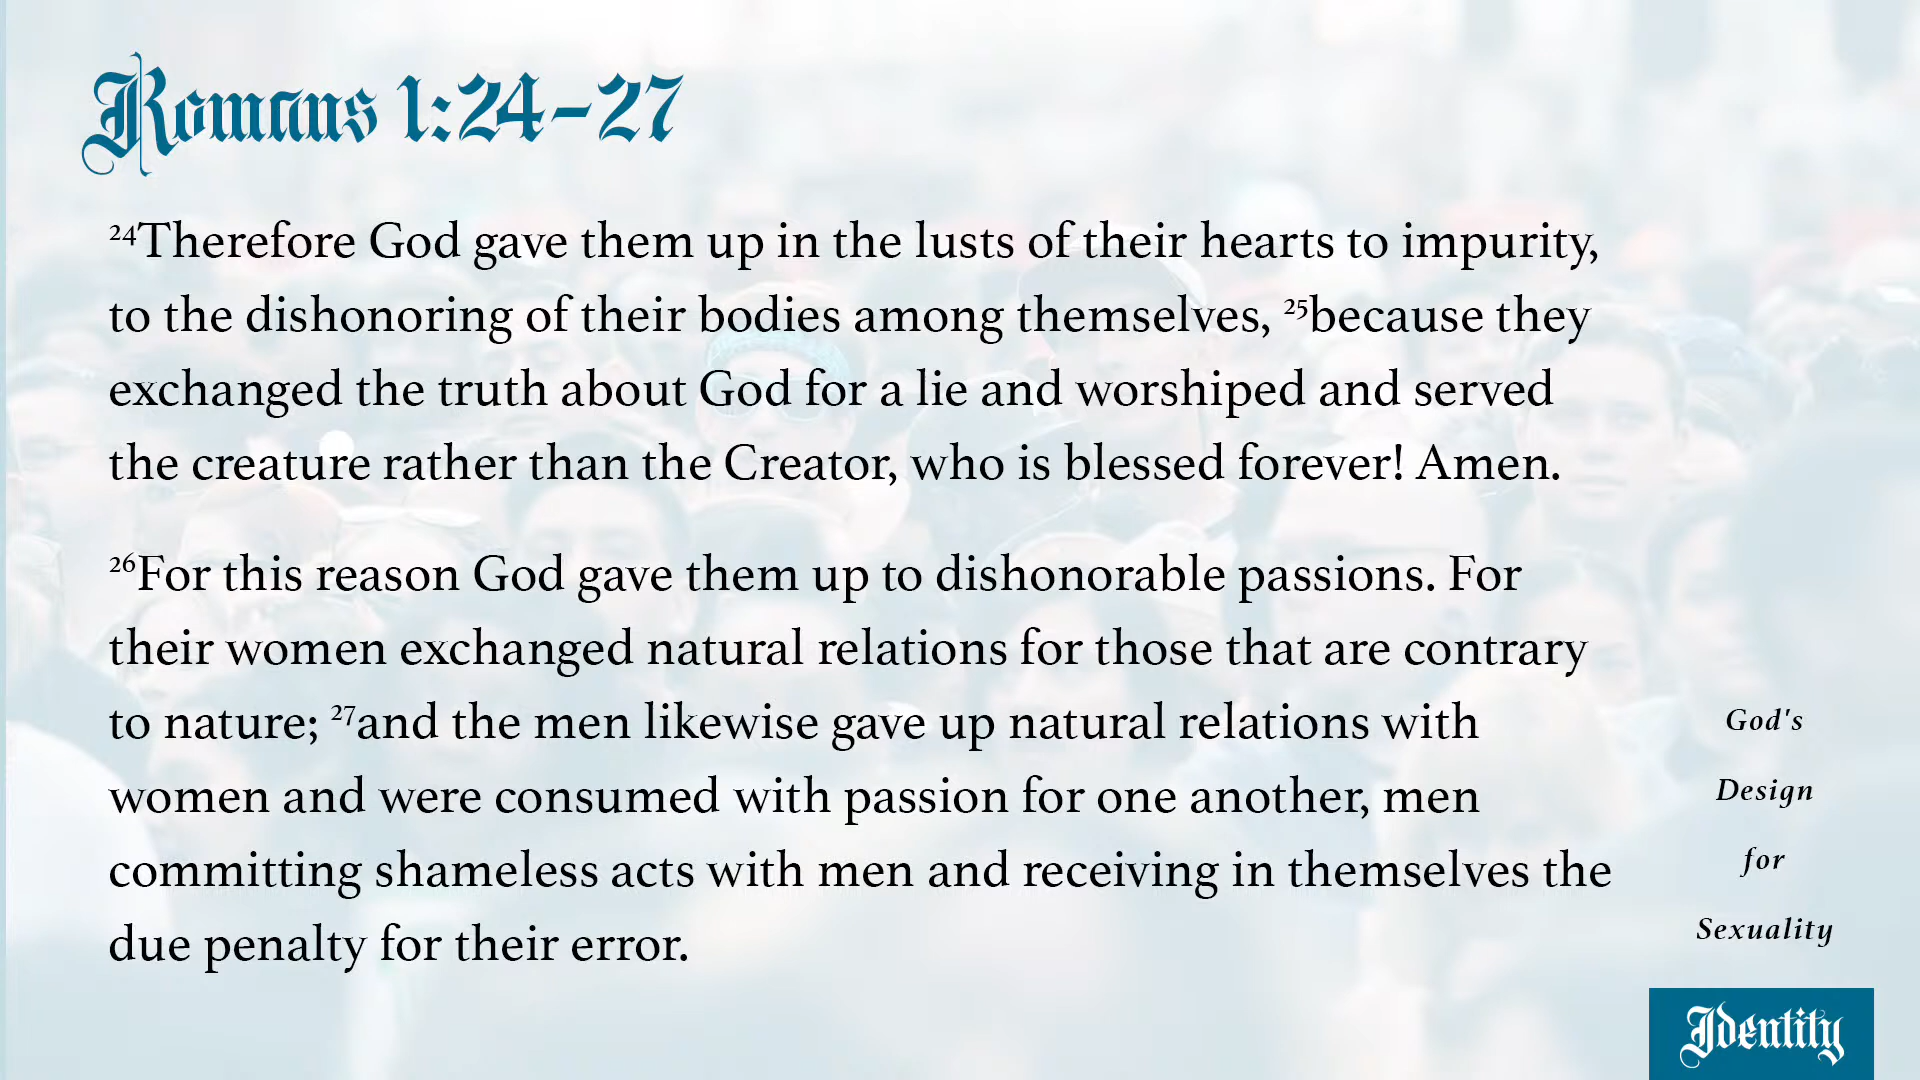 Romans 1:24–27
²⁴Therefore God gave them up in the lusts of their hearts to impurity,
to the dishonoring of their bodies among themselves, ²⁵because they
exchanged the truth about God for a lie and worshiped and served
the creature rather than the Creator, who is blessed forever! Amen.
²⁶For this reason God gave them up to dishonorable passions. For
their women exchanged natural relations for those that are contrary
to nature; ²⁷and the men likewise gave up natural relations with
women and were consumed with passion for one another, men
committing shameless acts with men and receiving in themselves the
due penalty for their error.
God's
Design
for
Sexuality
Identity